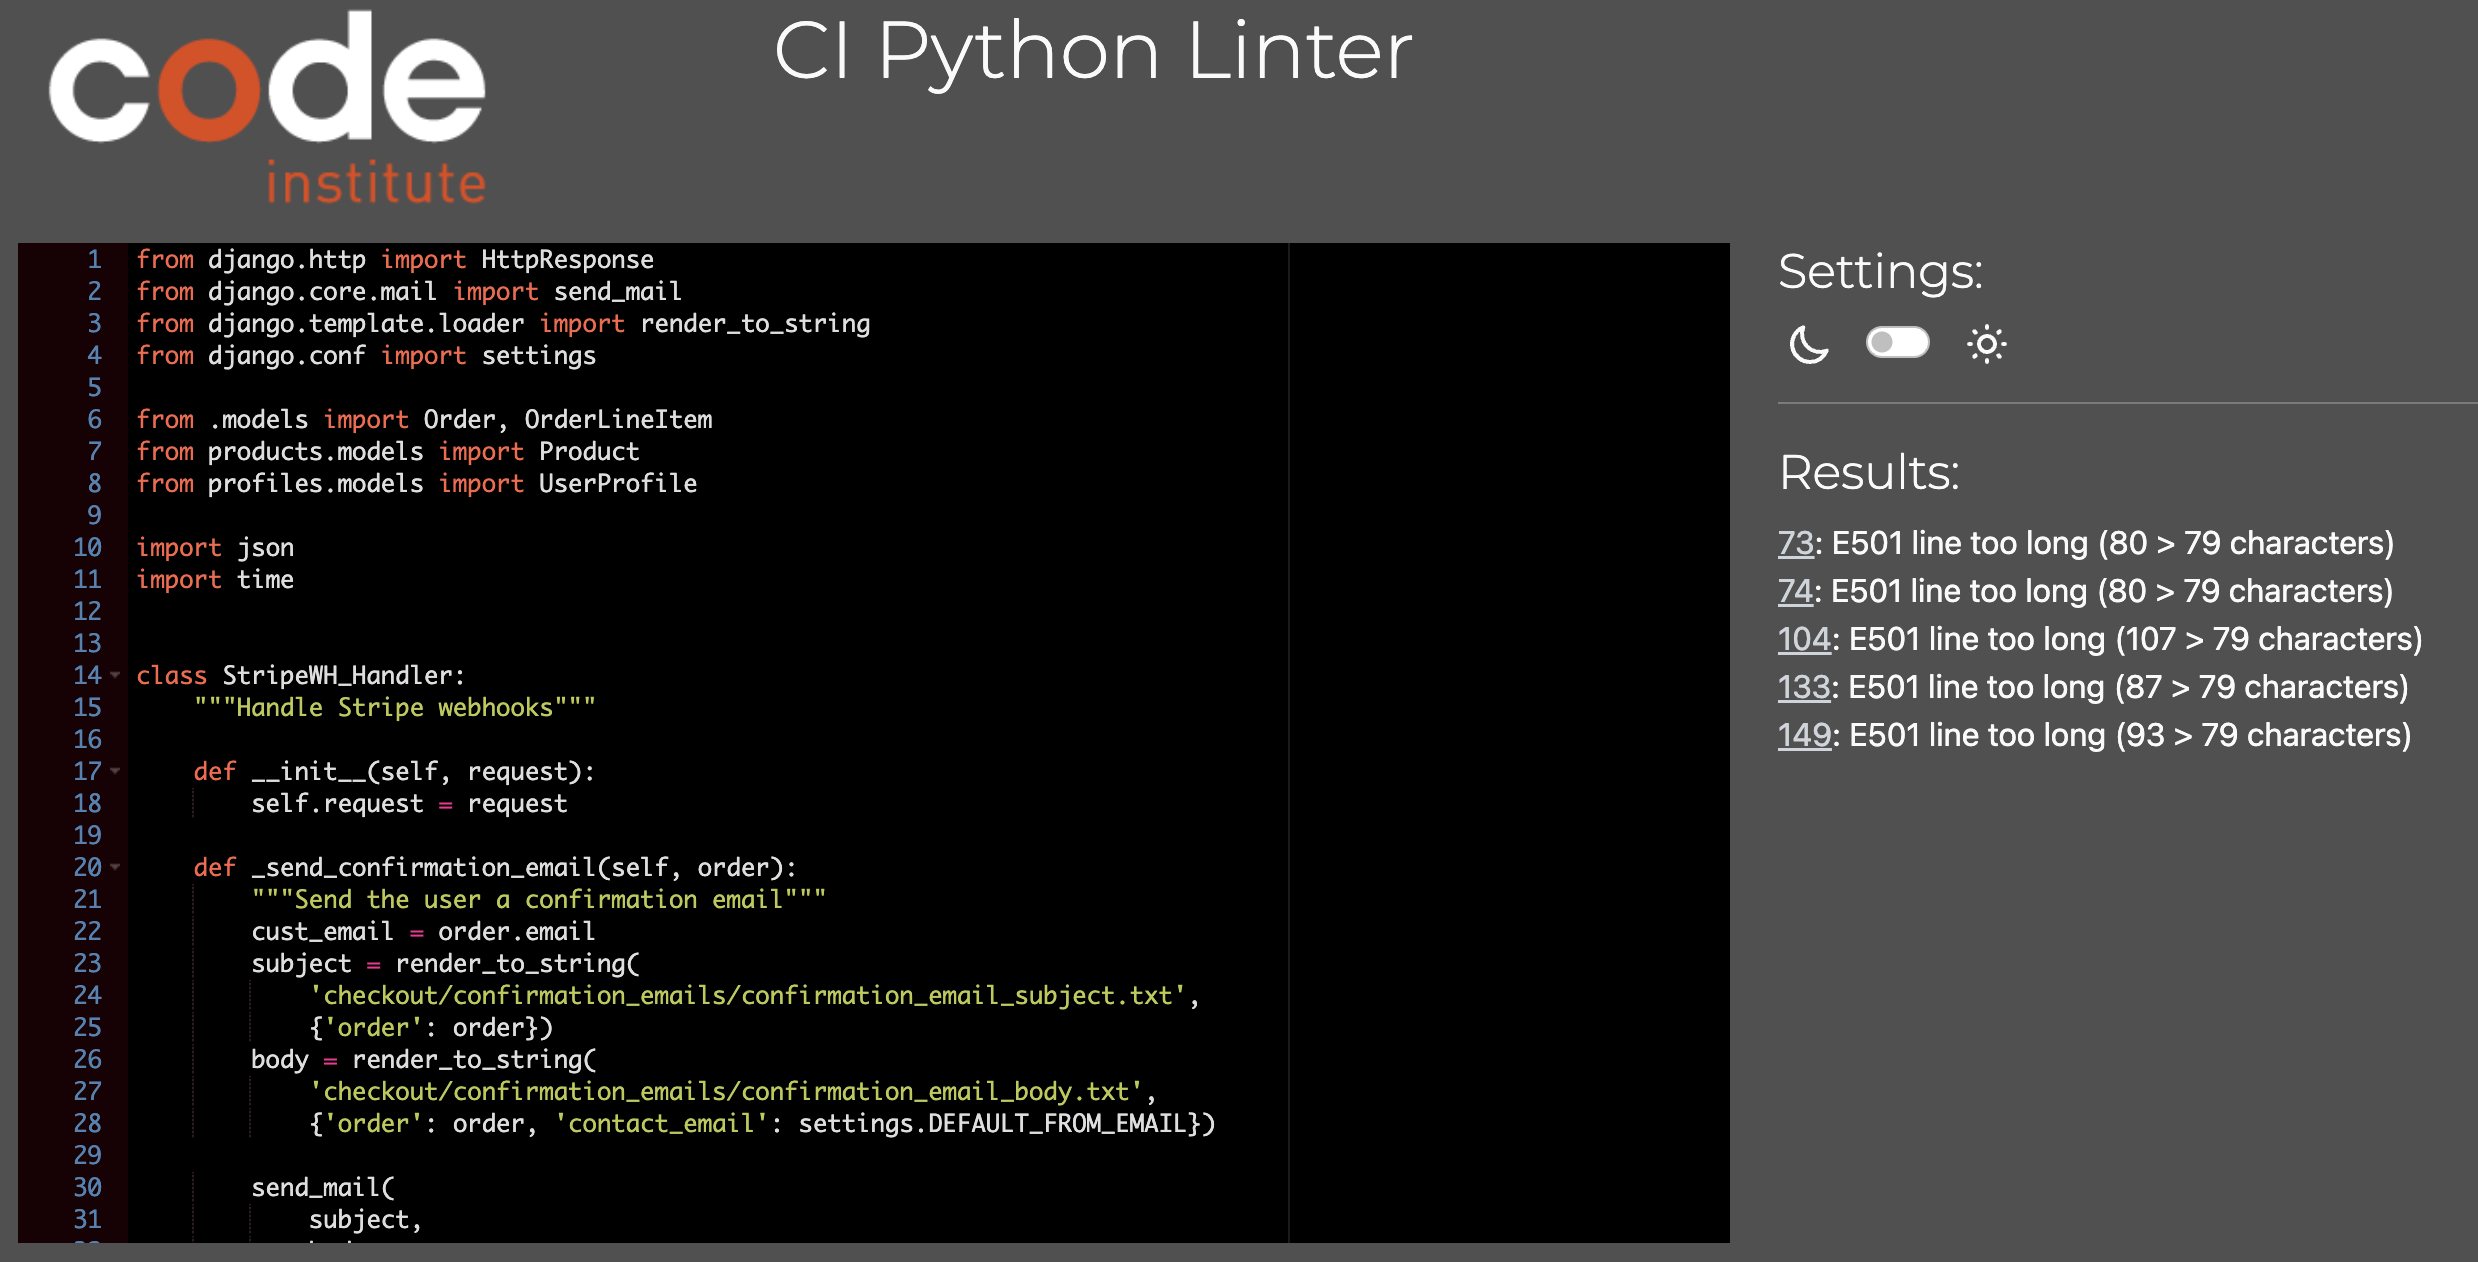 code
institute
CI Python Linter
1 from django.http import HttpResponse
2 from django.core.mail import send_mail
3 from django.template.loader import render_to_string
4 from django.conf import settings
5
6 from .models import Order, OrderLineItem
7 from products.models import Product
8 from profiles.models import UserProfile
9
10 import json
11 import time
12
13
14 class StripeWH_Handler:
15     """Handle Stripe webhooks"""
16
17     def __init__(self, request):
18         self.request = request
19
20     def _send_confirmation_email(self, order):
21         """Send the user a confirmation email"""
22         cust_email = order.email
23         subject = render_to_string(
24             'checkout/confirmation_emails/confirmation_email_subject.txt',
25             {'order': order})
26         body = render_to_string(
27             'checkout/confirmation_emails/confirmation_email_body.txt',
28             {'order': order, 'contact_email': settings.DEFAULT_FROM_EMAIL})
29
30         send_mail(
31             subject,
Settings:
Results:
73: E501 line too long (80 > 79 characters)
74: E501 line too long (80 > 79 characters)
104: E501 line too long (107 > 79 characters)
133: E501 line too long (87 > 79 characters)
149: E501 line too long (93 > 79 characters)